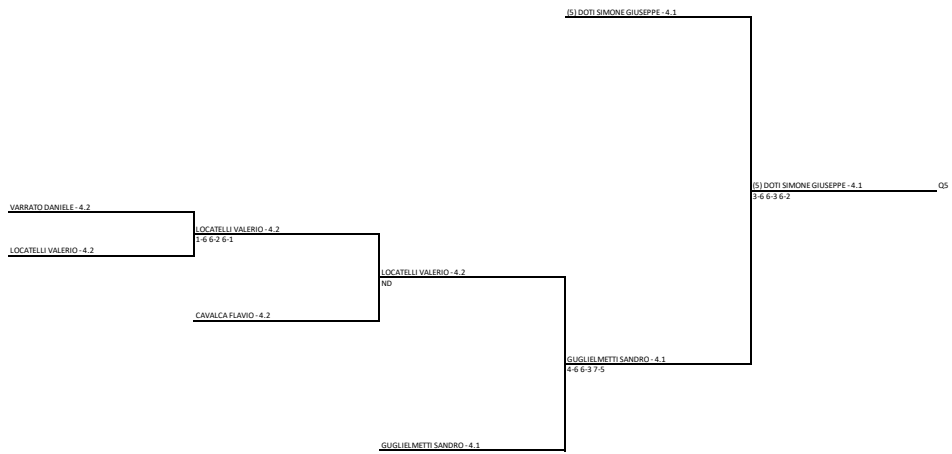 (5) DOTI SIMONE GIUSEPPE - 4.1
(5) DOTI SIMONE GIUSEPPE - 4.1
Q5
3-6 6-3 6-2
VARRATO DANIELE - 4.2
LOCATELLI VALERIO - 4.2
1-6 6-2 6-1
LOCATELLI VALERIO - 4.2
LOCATELLI VALERIO - 4.2
ND
CAVALCA FLAVIO - 4.2
GUGLIELMETTI SANDRO - 4.1
4-6 6-3 7-5
GUGLIELMETTI SANDRO - 4.1